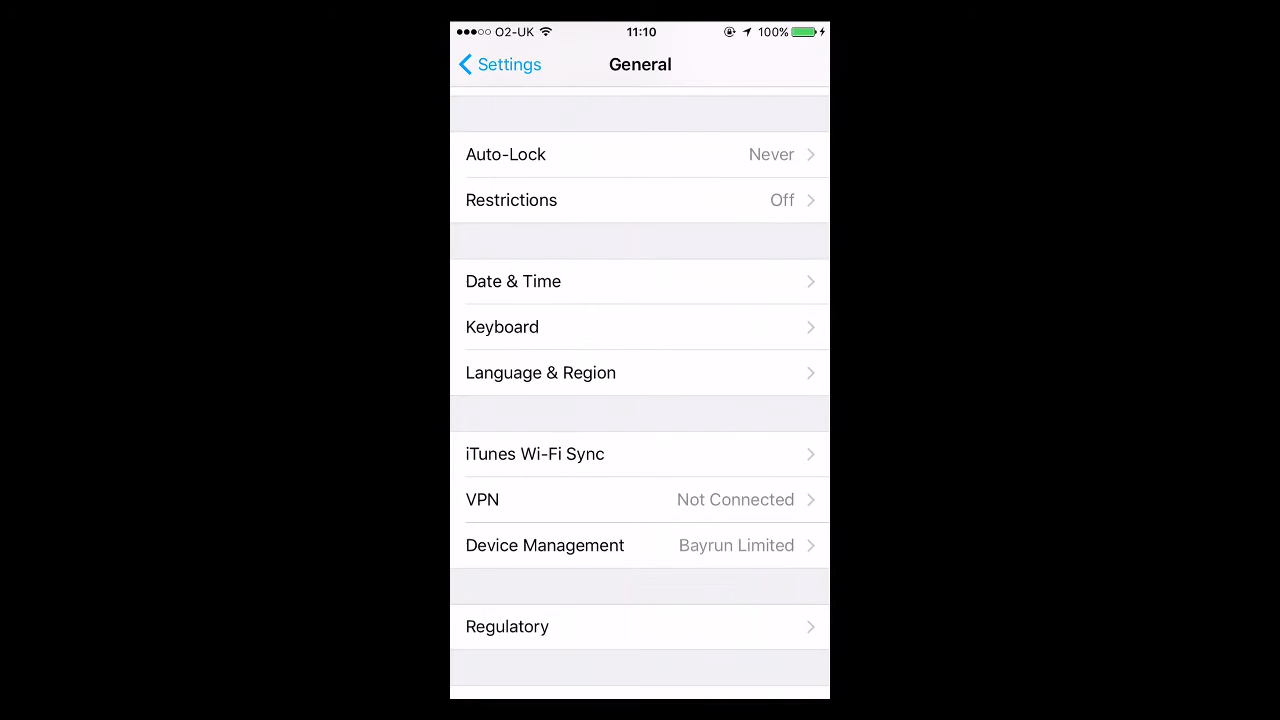 O2-UK 11:10 100%
Settings General
Auto-Lock Never
Restrictions Off
Date & Time
Keyboard
Language & Region
iTunes Wi-Fi Sync
VPN Not Connected
Device Management Bayrun Limited
Regulatory